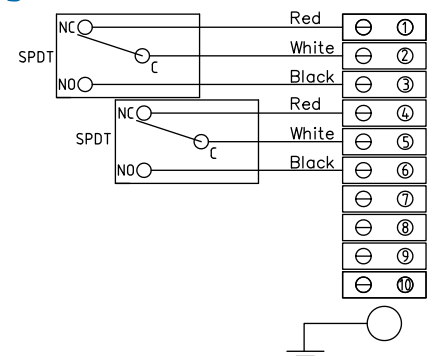 NC Red 1
SPDT C White 2
NO Black 3
NC Red 4
SPDT C White 5
NO Black 6
7
8
9
10